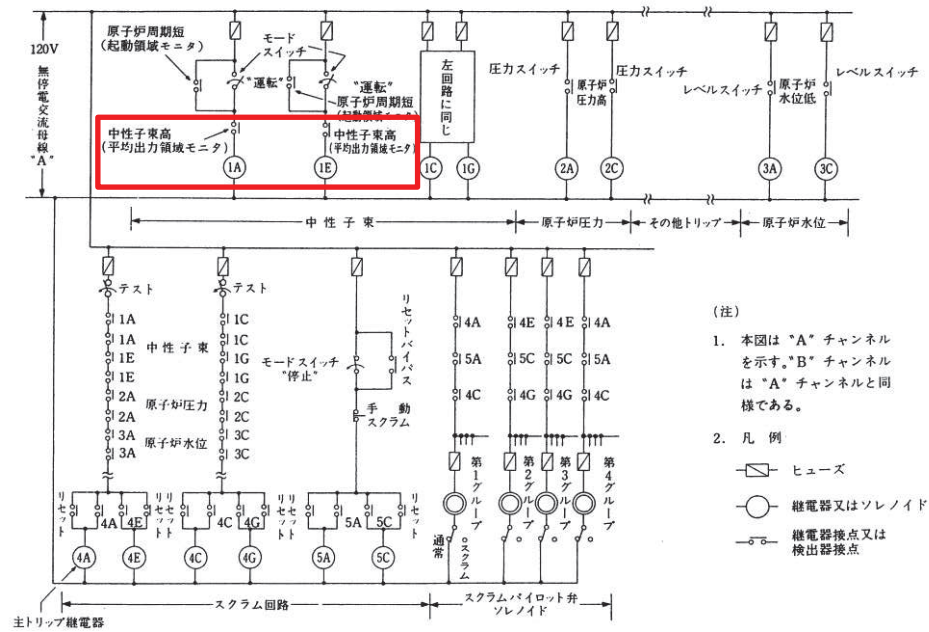 120V
無停電交流母線"A"
原子炉周期短
(起動領域モニタ)
モード
スイッチ
"運転"
"運転"
原子炉周期短
(起動領域モニタ)
中性子束高
(平均出力領域モニタ)
中性子束高
(平均出力領域モニタ)
左回路に同じ
圧力スイッチ
原子炉
圧力高
圧力スイッチ
レベルスイッチ
原子炉
水位低
レベルスイッチ
1A
1E
1C
1G
2A
2C
3A
3C
中性子束
原子炉圧力
その他トリップ
原子炉水位
テスト
テスト
1A
1A
1E
1E
2A
2A
3A
3A
中性子束
原子炉圧力
原子炉水位
1C
1C
1G
1G
2C
2C
3C
3C
モードスイッチ
"停止"
リセットバイパス
手動
スクラム
4A
5A
4C
4E
5C
4G
4E
5C
4G
4A
5A
4C
第1グループ
第2グループ
第3グループ
第4グループ
通常
スクラム
リセット
4A
4E
リセット
リセット
4C
4G
リセット
リセット
5A
5C
リセット
4A
4E
4C
4G
5A
5C
主トリップ継電器
スクラム回路
スクラムパイロット弁
ソレノイド
(注)
1. 本図は"A"チャンネル
を示す。"B"チャンネル
は"A"チャンネルと同
様である。
2. 凡例
ヒューズ
継電器又はソレノイド
継電器接点又は
検出器接点